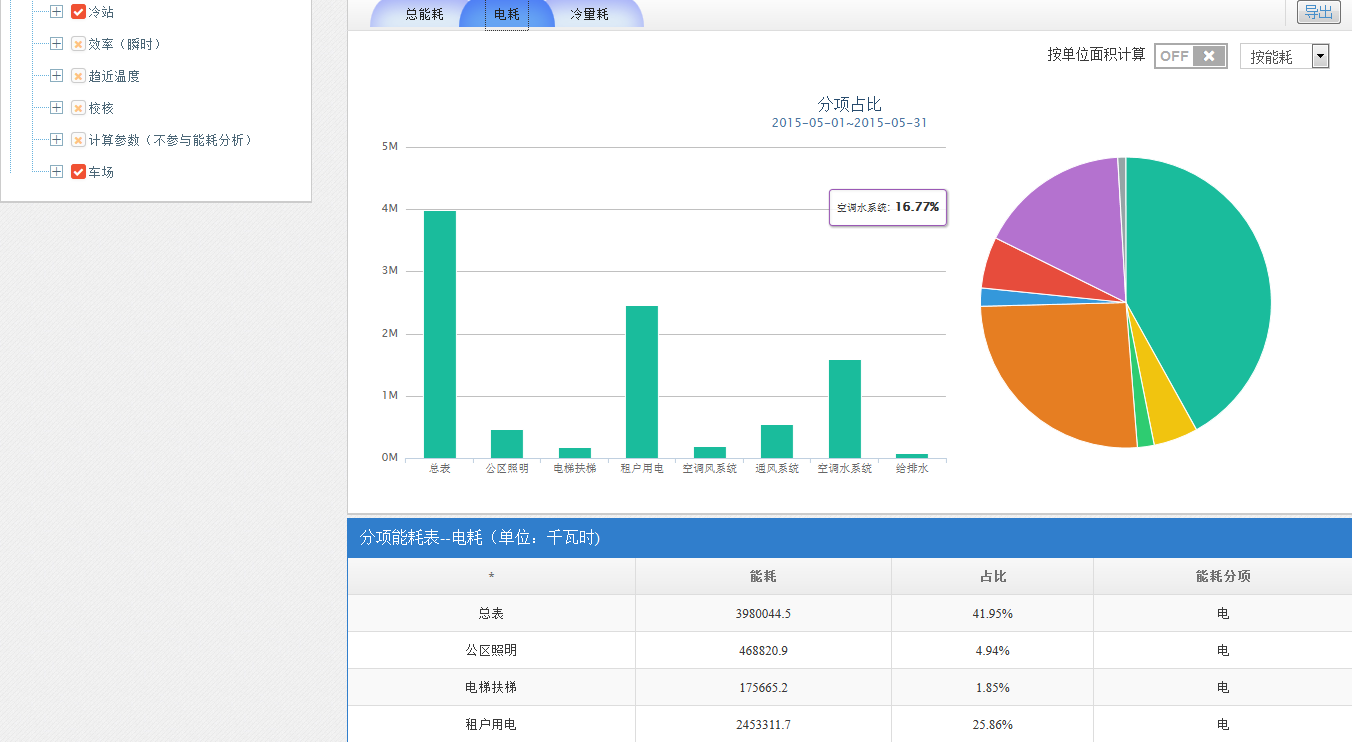 冷站
效率（瞬时）
趋近温度
校核
计算参数（不参与能耗分析）
车场
总能耗 电耗 冷量耗
导出
按单位面积计算 OFF 按能耗
分项占比
2015-05-01~2015-05-31
5M
4M
3M
2M
1M
0M
空调水系统: 16.77%
总表 公区照明 电梯扶梯 租户用电 空调风系统 通风系统 空调水系统 给排水
分项能耗表--电耗（单位：千瓦时)
* 能耗 占比 能耗分项
总表 3980044.5 41.95% 电
公区照明 468820.9 4.94% 电
电梯扶梯 175665.2 1.85% 电
租户用电 2453311.7 25.86% 电